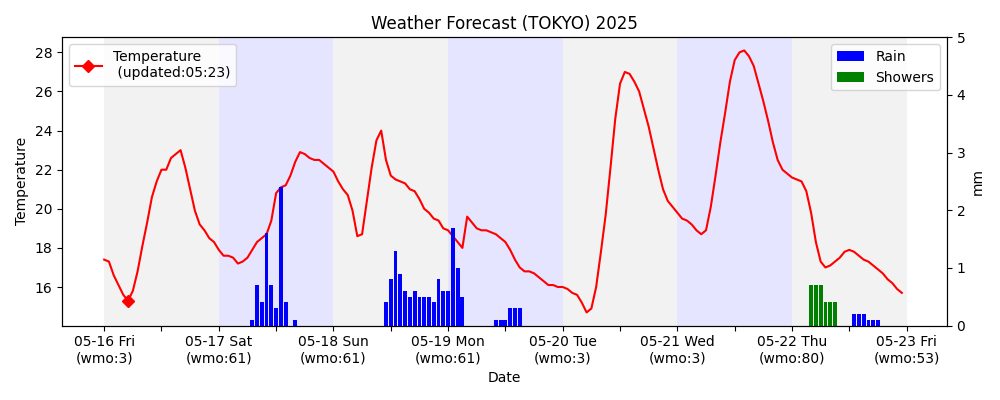 Weather Forecast (TOKYO) 2025
Temperature
(updated:05:23)
Rain
Showers
Temperature
28
26
24
22
20
18
16
5
4
3
2
1
0
mm
05-16 Fri
(wmo:3)
05-17 Sat
(wmo:61)
05-18 Sun
(wmo:61)
05-19 Mon
(wmo:61)
05-20 Tue
(wmo:3)
05-21 Wed
(wmo:3)
05-22 Thu
(wmo:80)
05-23 Fri
(wmo:53)
Date